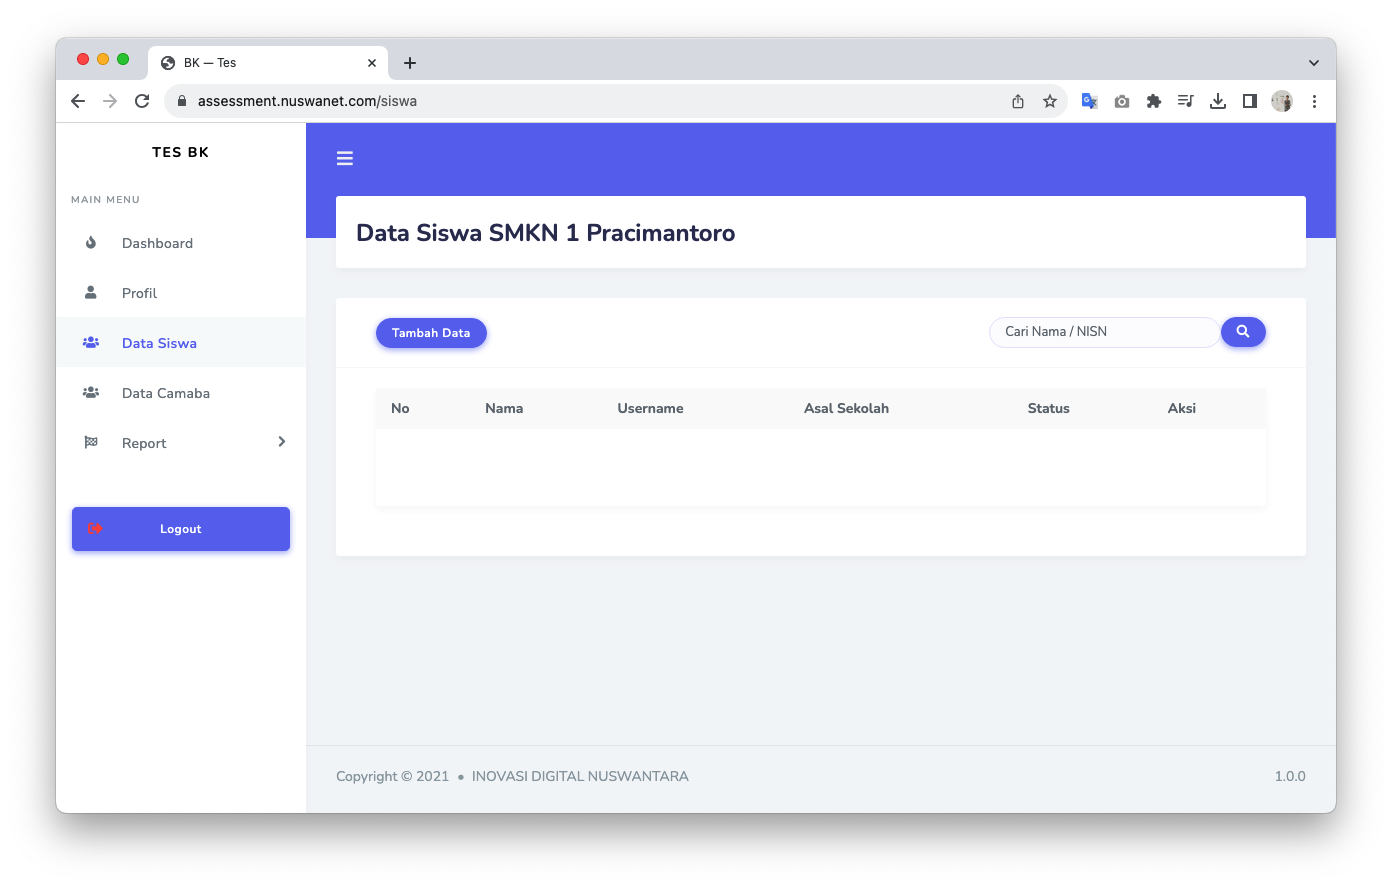 BK — Tes
assessment.nuswanet.com/siswa
TES BK
MAIN MENU
Dashboard
Profil
Data Siswa
Data Camaba
Report
Logout
Data Siswa SMKN 1 Pracimantoro
Tambah Data
Cari Nama / NISN
No Nama Username Asal Sekolah Status Aksi
Copyright © 2021 • INOVASI DIGITAL NUSWANTARA
1.0.0